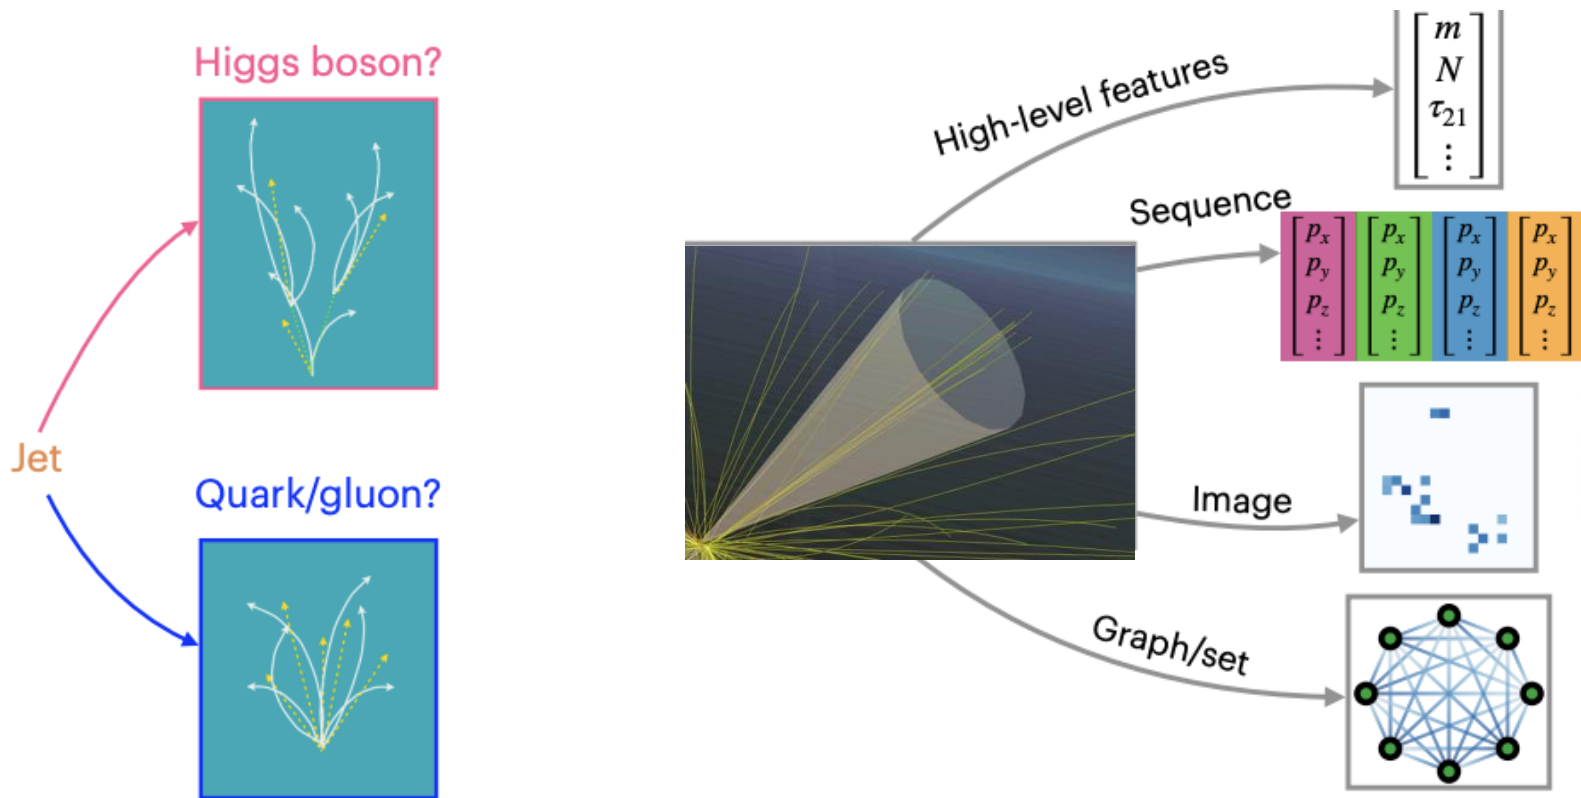 Higgs boson?
Jet
Quark/gluon?
High-level features
m
N
τ21
⋮
Sequence
px px px px
py py py py
pz pz pz pz
⋮ ⋮ ⋮ ⋮
Image
Graph/set